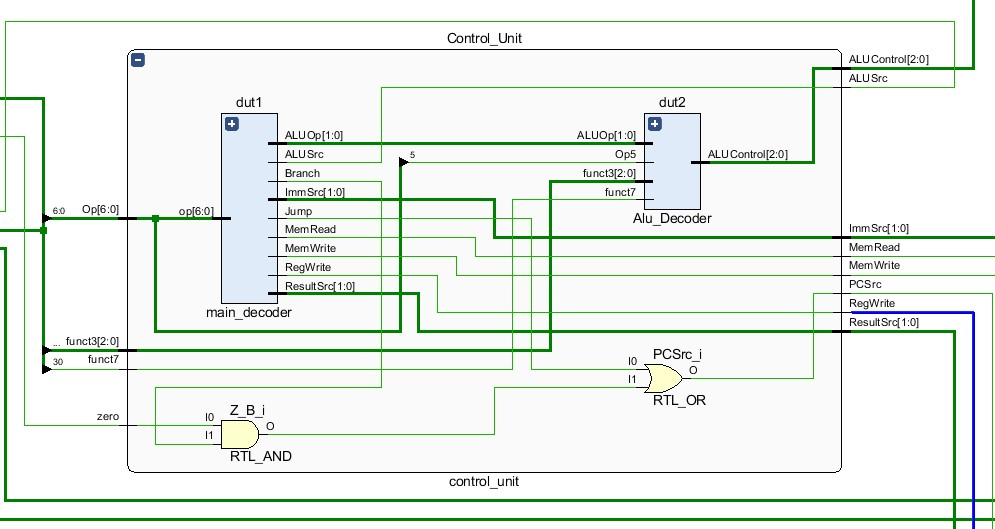 Control_Unit
ALUControl[2:0]
ALUSrc
dut1
dut2
ALUOp[1:0]
ALUOp[1:0]
ALUSrc
5
Op5
ALUControl[2:0]
Branch
funct3[2:0]
ImmSrc[1:0]
funct7
6:0
Op[6:0]
op[6:0]
Jump
Alu_Decoder
MemRead
ImmSrc[1:0]
MemWrite
MemRead
RegWrite
MemWrite
ResultSrc[1:0]
PCSrc
main_decoder
RegWrite
ResultSrc[1:0]
... funct3[2:0]
30
funct7
PCSrc_i
I0
O
I1
RTL_OR
zero
Z_B_i
I0
O
I1
RTL_AND
control_unit